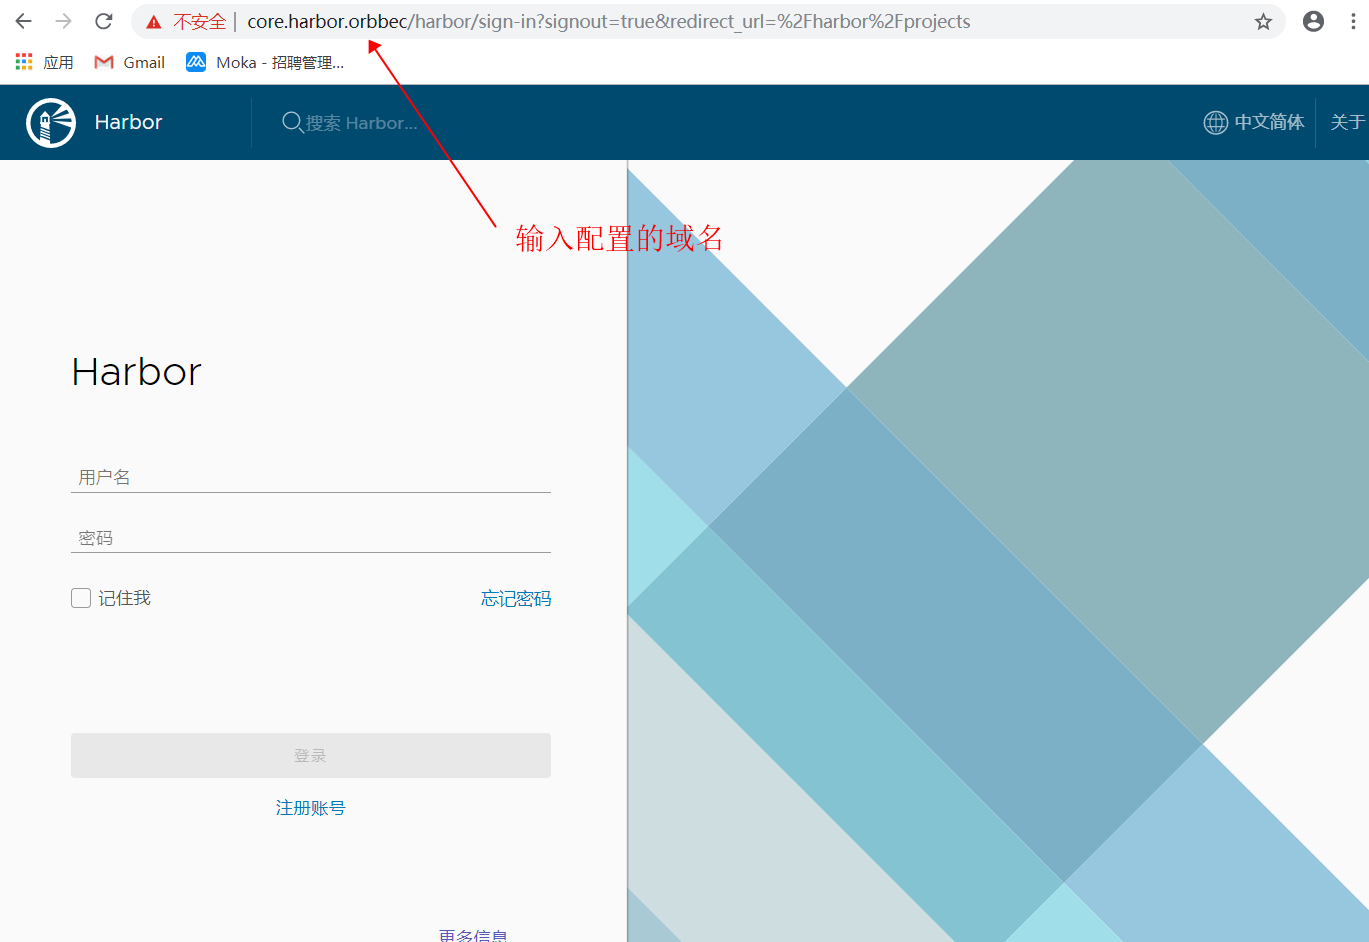 不安全 | core.harbor.orbbec/harbor/sign-in?signout=true&redirect_url=%2Fharbor%2Fprojects
应用 Gmail Moka - 招聘管理...
Harbor 搜索 Harbor... 中文简体 关于
输入配置的域名
Harbor
用户名
密码
记住我 忘记密码
登录
注册账号
更多信息